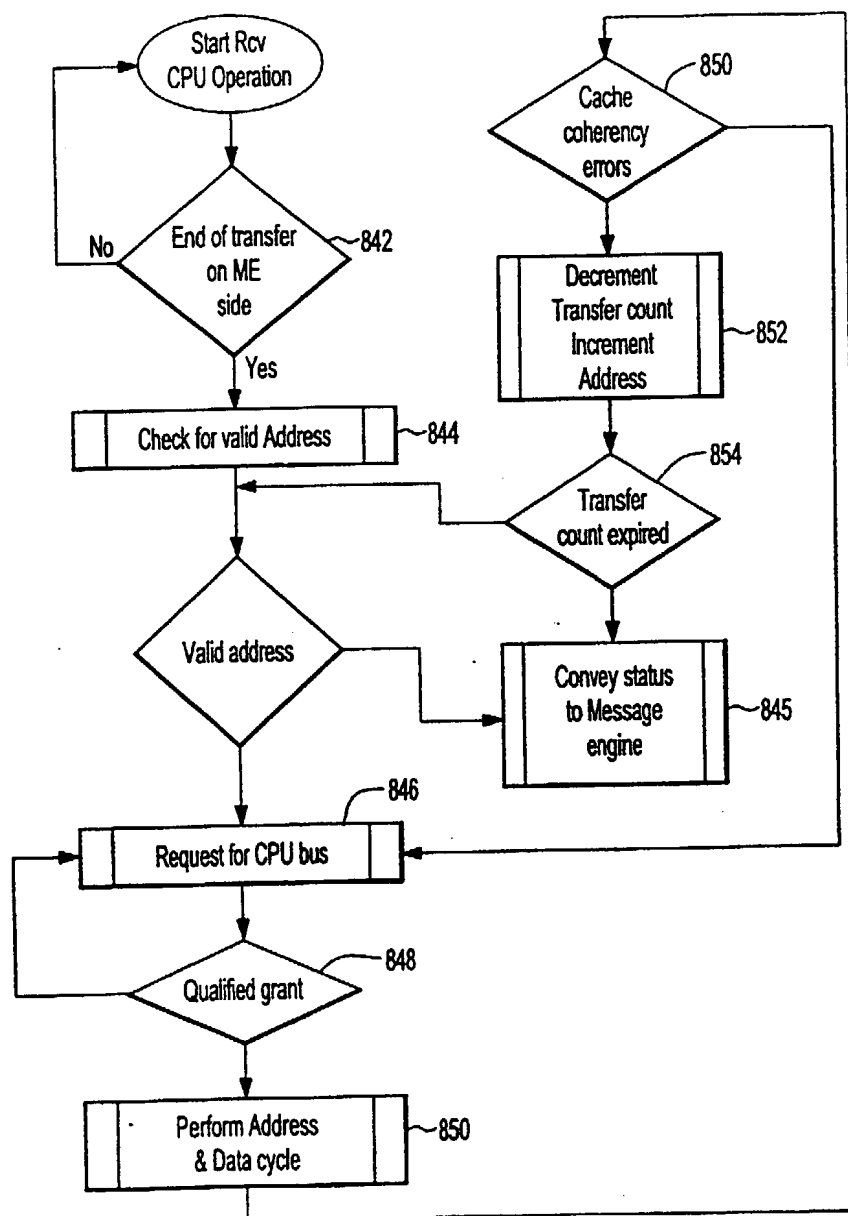 Start Rcv
CPU Operation
No
End of transfer
on ME
side
842
Yes
Check for valid Address
844
Valid address
846
Request for CPU bus
848
Qualified grant
Perform Address
& Data cycle
850
850
Cache
coherency
errors
Decrement
Transfer count
Increment
Address
852
854
Transfer
count expired
Convey status
to Message
engine
845